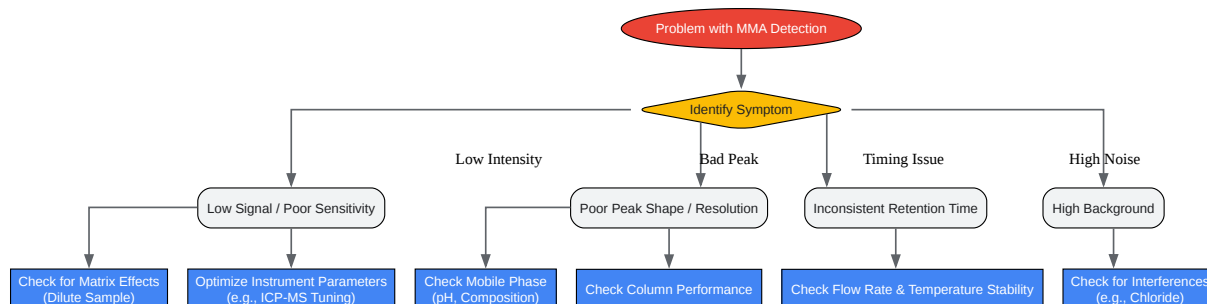 Problem with MMA Detection
Identify Symptom
Low Intensity
Bad Peak
Timing Issue
High Noise
Low Signal / Poor Sensitivity
Poor Peak Shape / Resolution
Inconsistent Retention Time
High Background
Check for Matrix Effects
(Dilute Sample)
Optimize Instrument Parameters
(e.g., ICP-MS Tuning)
Check Mobile Phase
(pH, Composition)
Check Column Performance
Check Flow Rate & Temperature Stability
Check for Interferences
(e.g., Chloride)